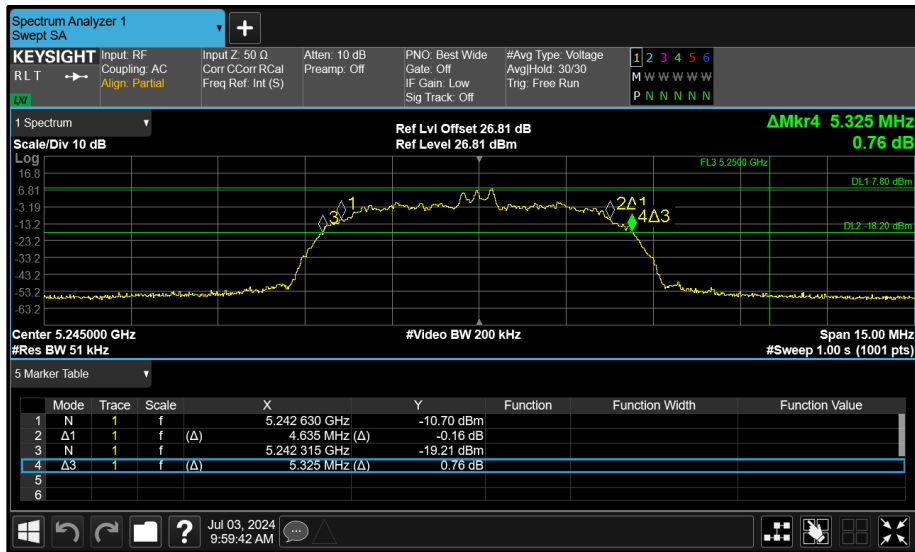 Spectrum Analyzer 1
Swept SA
+
KEYSIGHT
R L T
LXI
Input: RF
Coupling: AC
Align: Partial
Input Z: 50 Ω
Corr CCorr RCal
Freq Ref: Int (S)
Atten: 10 dB
Preamp: Off
PNO: Best Wide
Gate: Off
IF Gain: Low
Sig Track: Off
#Avg Type: Voltage
Avg|Hold: 30/30
Trig: Free Run
1 2 3 4 5 6
M W W W W W
P N N N N N
1 Spectrum
Scale/Div 10 dB
Ref Lvl Offset 26.81 dB
Ref Level 26.81 dBm
ΔMkr4 5.325 MHz
0.76 dB
Log
16.8
6.81
-3.19
-13.2
-23.2
-33.2
-43.2
-53.2
-63.2
FL3 5.2500 GHz
DL1 7.80 dBm
1
2Δ1
3
4Δ3
DL2 -18.20 dBm
Center 5.245000 GHz
#Video BW 200 kHz
Span 15.00 MHz
#Res BW 51 kHz
#Sweep 1.00 s (1001 pts)
5 Marker Table
Mode Trace Scale X Y Function Function Width Function Value
1 N 1 f 5.242 630 GHz -10.70 dBm
2 Δ1 1 f (Δ) 4.635 MHz (Δ) -0.16 dB
3 N 1 f 5.242 315 GHz -19.21 dBm
4 Δ3 1 f (Δ) 5.325 MHz (Δ) 0.76 dB
5
6
?
Jul 03, 2024
9:59:42 AM